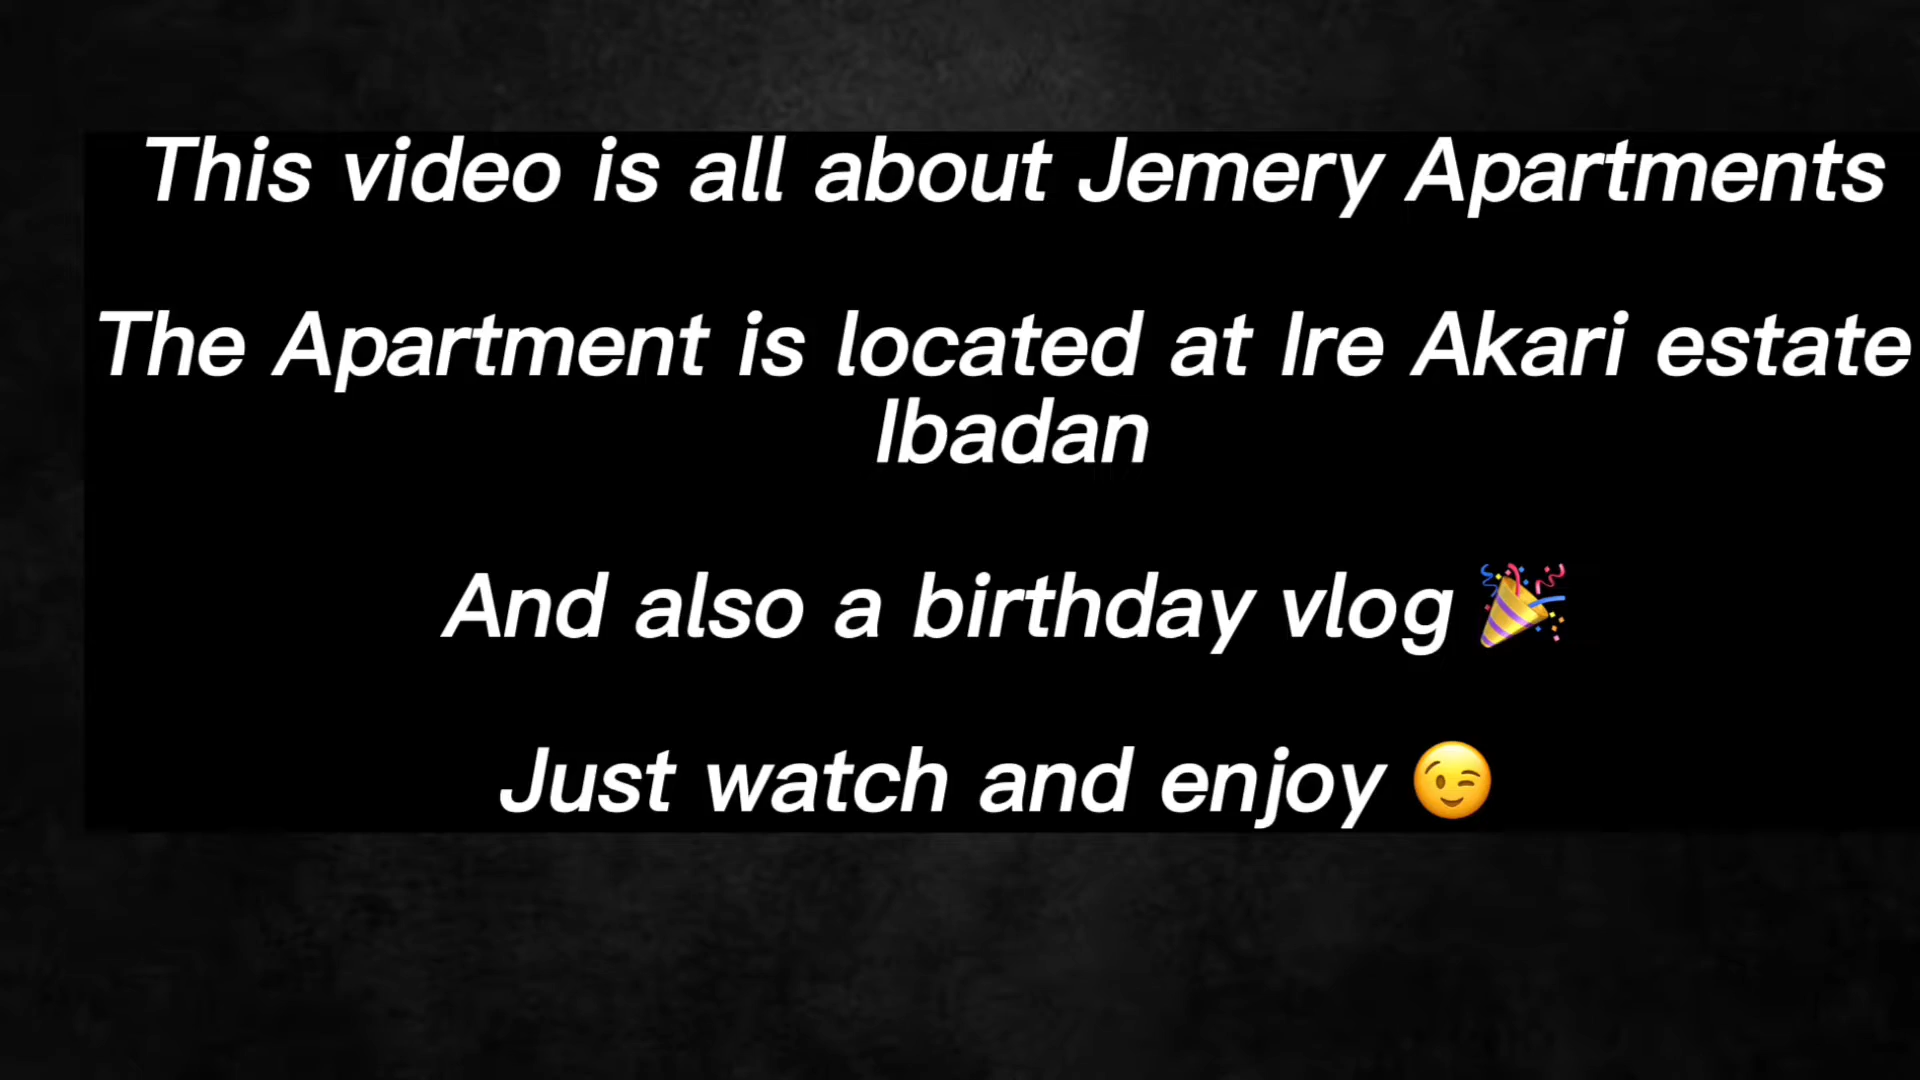 This video is all about Jemery Apartments
The Apartment is located at Ire Akari estate
Ibadan
And also a birthday vlog 🎉
Just watch and enjoy 😉